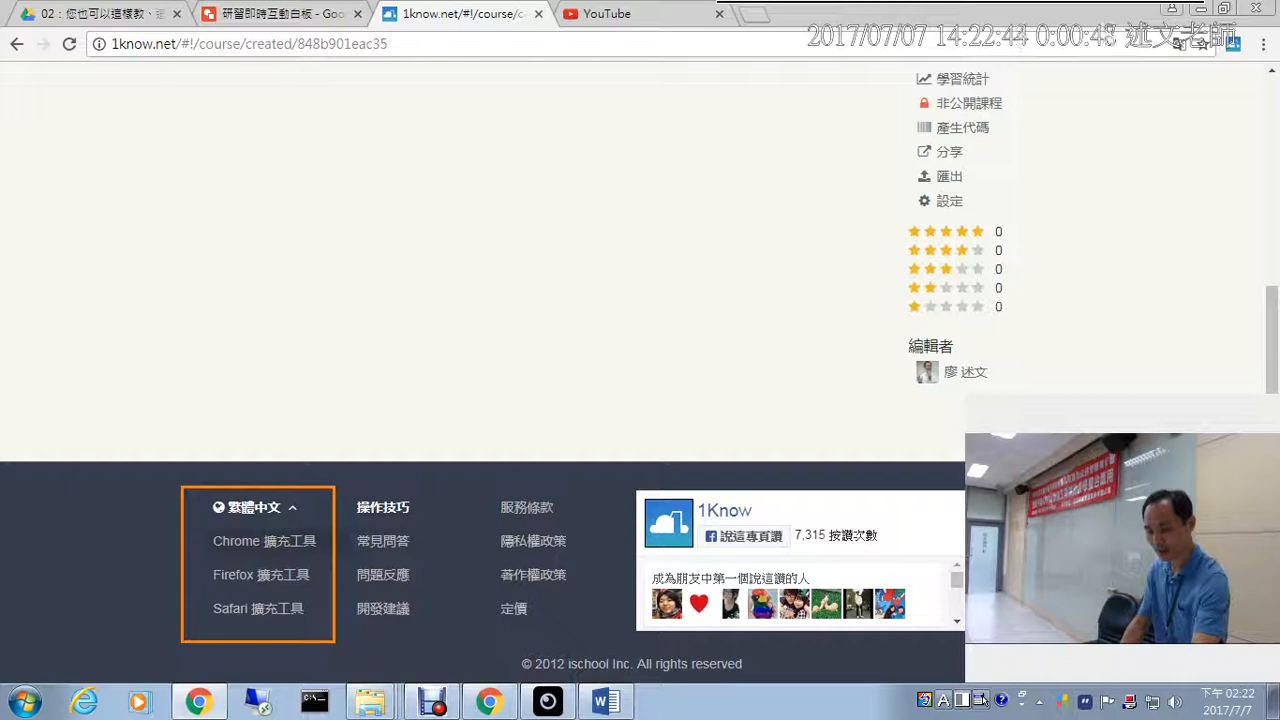 02：您也可以這樣教、
研習即時互動白板 - Goo
1know.net/#!/course/c
YouTube
1know.net/#!/course/created/848b901eac35
2017/07/07 14:22:44 0:00:48 述文老師
學習統計
非公開課程
產生代碼
分享
匯出
設定
0
0
0
0
0
編輯者
廖 述文
繁體中文
Chrome 擴充工具
Firefox 擴充工具
Safari 擴充工具
操作技巧
常見問答
問題反應
開發建議
服務條款
隱私權政策
著作權政策
定價
1Know
說這專頁讚
7,315 按讚次數
成為朋友中第一個說這讚的人
© 2012 ischool Inc. All rights reserved
下午 02:22
2017/7/7